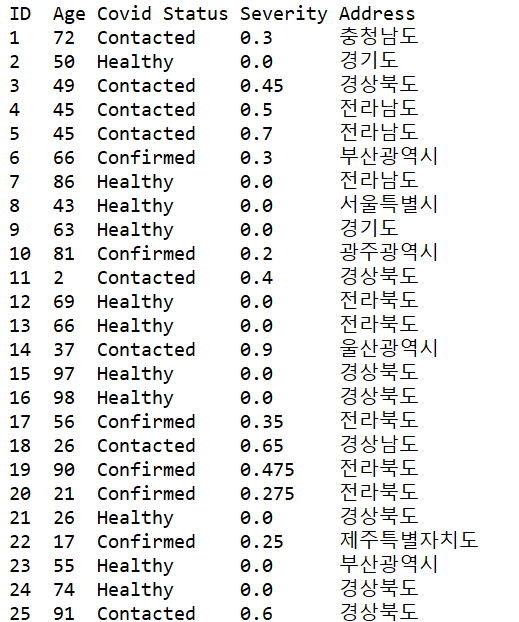 ID Age Covid Status Severity Address
1 72 Contacted 0.3 충청남도
2 50 Healthy 0.0 경기도
3 49 Contacted 0.45 경상북도
4 45 Contacted 0.5 전라남도
5 45 Contacted 0.7 전라남도
6 66 Confirmed 0.3 부산광역시
7 86 Healthy 0.0 전라남도
8 43 Healthy 0.0 서울특별시
9 63 Healthy 0.0 경기도
10 81 Confirmed 0.2 광주광역시
11 2 Contacted 0.4 경상북도
12 69 Healthy 0.0 전라북도
13 66 Healthy 0.0 전라북도
14 37 Contacted 0.9 울산광역시
15 97 Healthy 0.0 경상북도
16 98 Healthy 0.0 경상북도
17 56 Confirmed 0.35 전라북도
18 26 Contacted 0.65 경상남도
19 90 Confirmed 0.475 전라북도
20 21 Confirmed 0.275 전라북도
21 26 Healthy 0.0 경상북도
22 17 Confirmed 0.25 제주특별자치도
23 55 Healthy 0.0 부산광역시
24 74 Healthy 0.0 경상북도
25 91 Contacted 0.6 경상북도